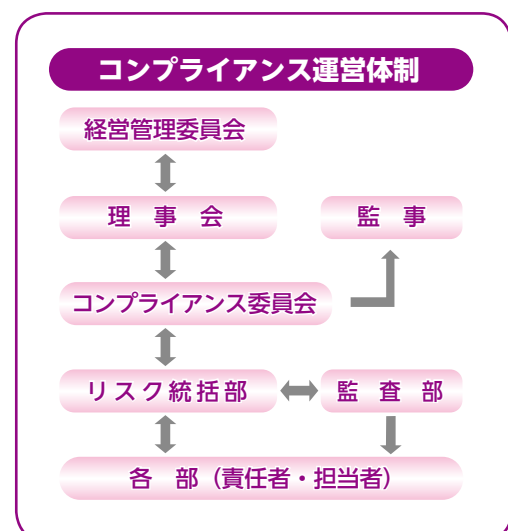 コンプライアンス運営体制
経営管理委員会
理　事　会
監　事
コンプライアンス委員会
リスク統括部
監　査　部
各　部（責任者・担当者）